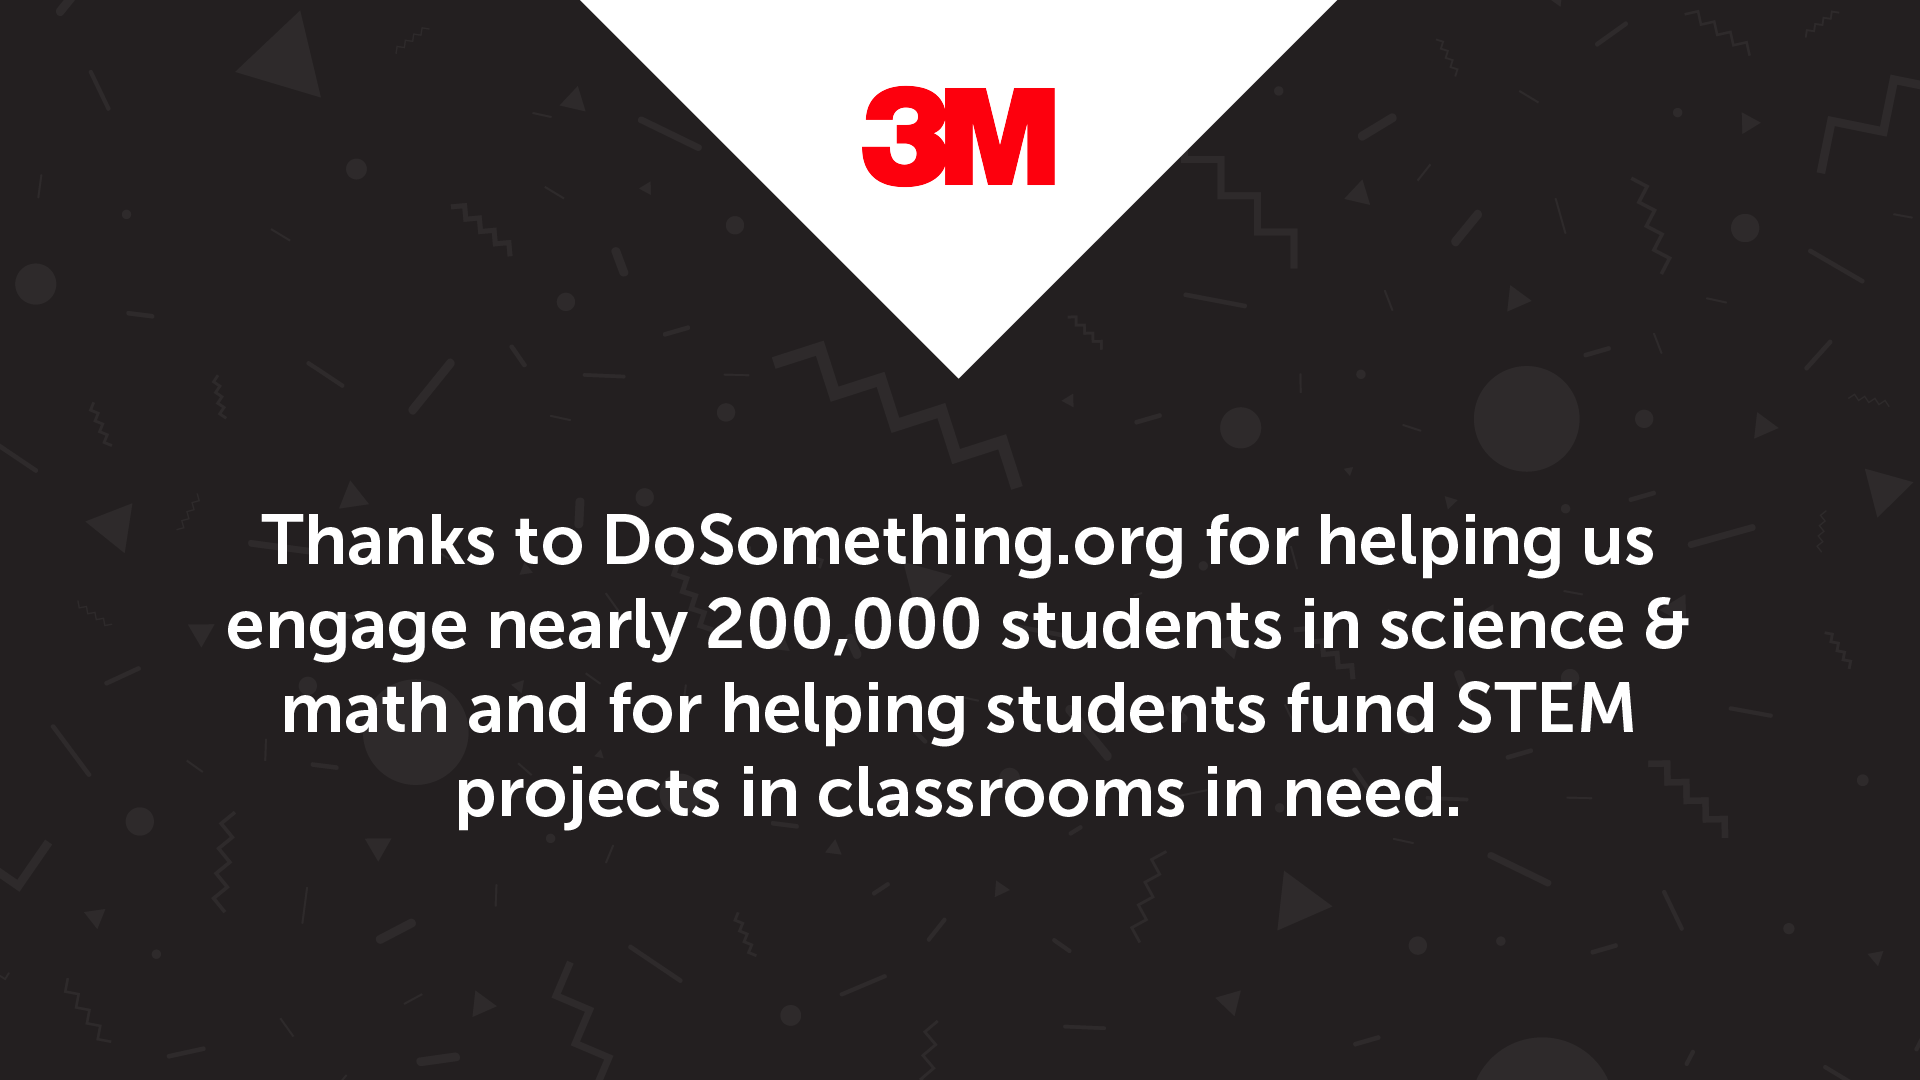 3M
Thanks to DoSomething.org for helping us
engage nearly 200,000 students in science &
math and for helping students fund STEM
projects in classrooms in need.